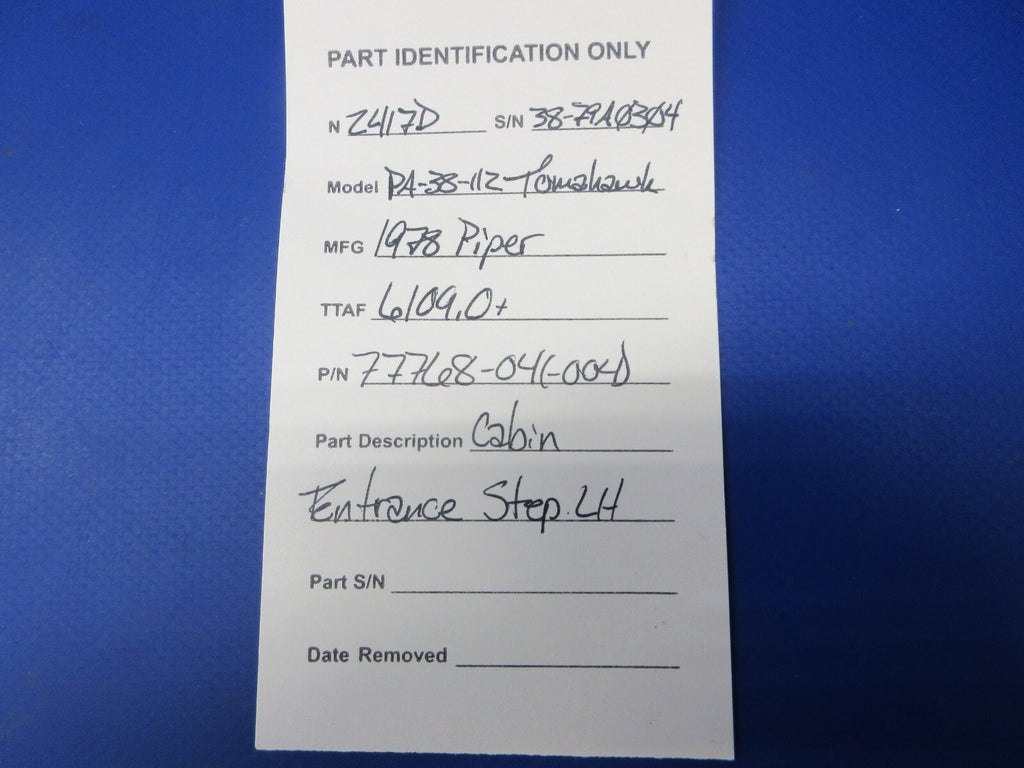 PART IDENTIFICATION ONLY
N 2417D S/N 38-79A0304
Model PA-38-112 Tomahawk
MFG 1978 Piper
TTAF 6109.0+
P/N 77768-04(-004)
Part Description Cabin
Entrance Step LH
Part S/N
Date Removed